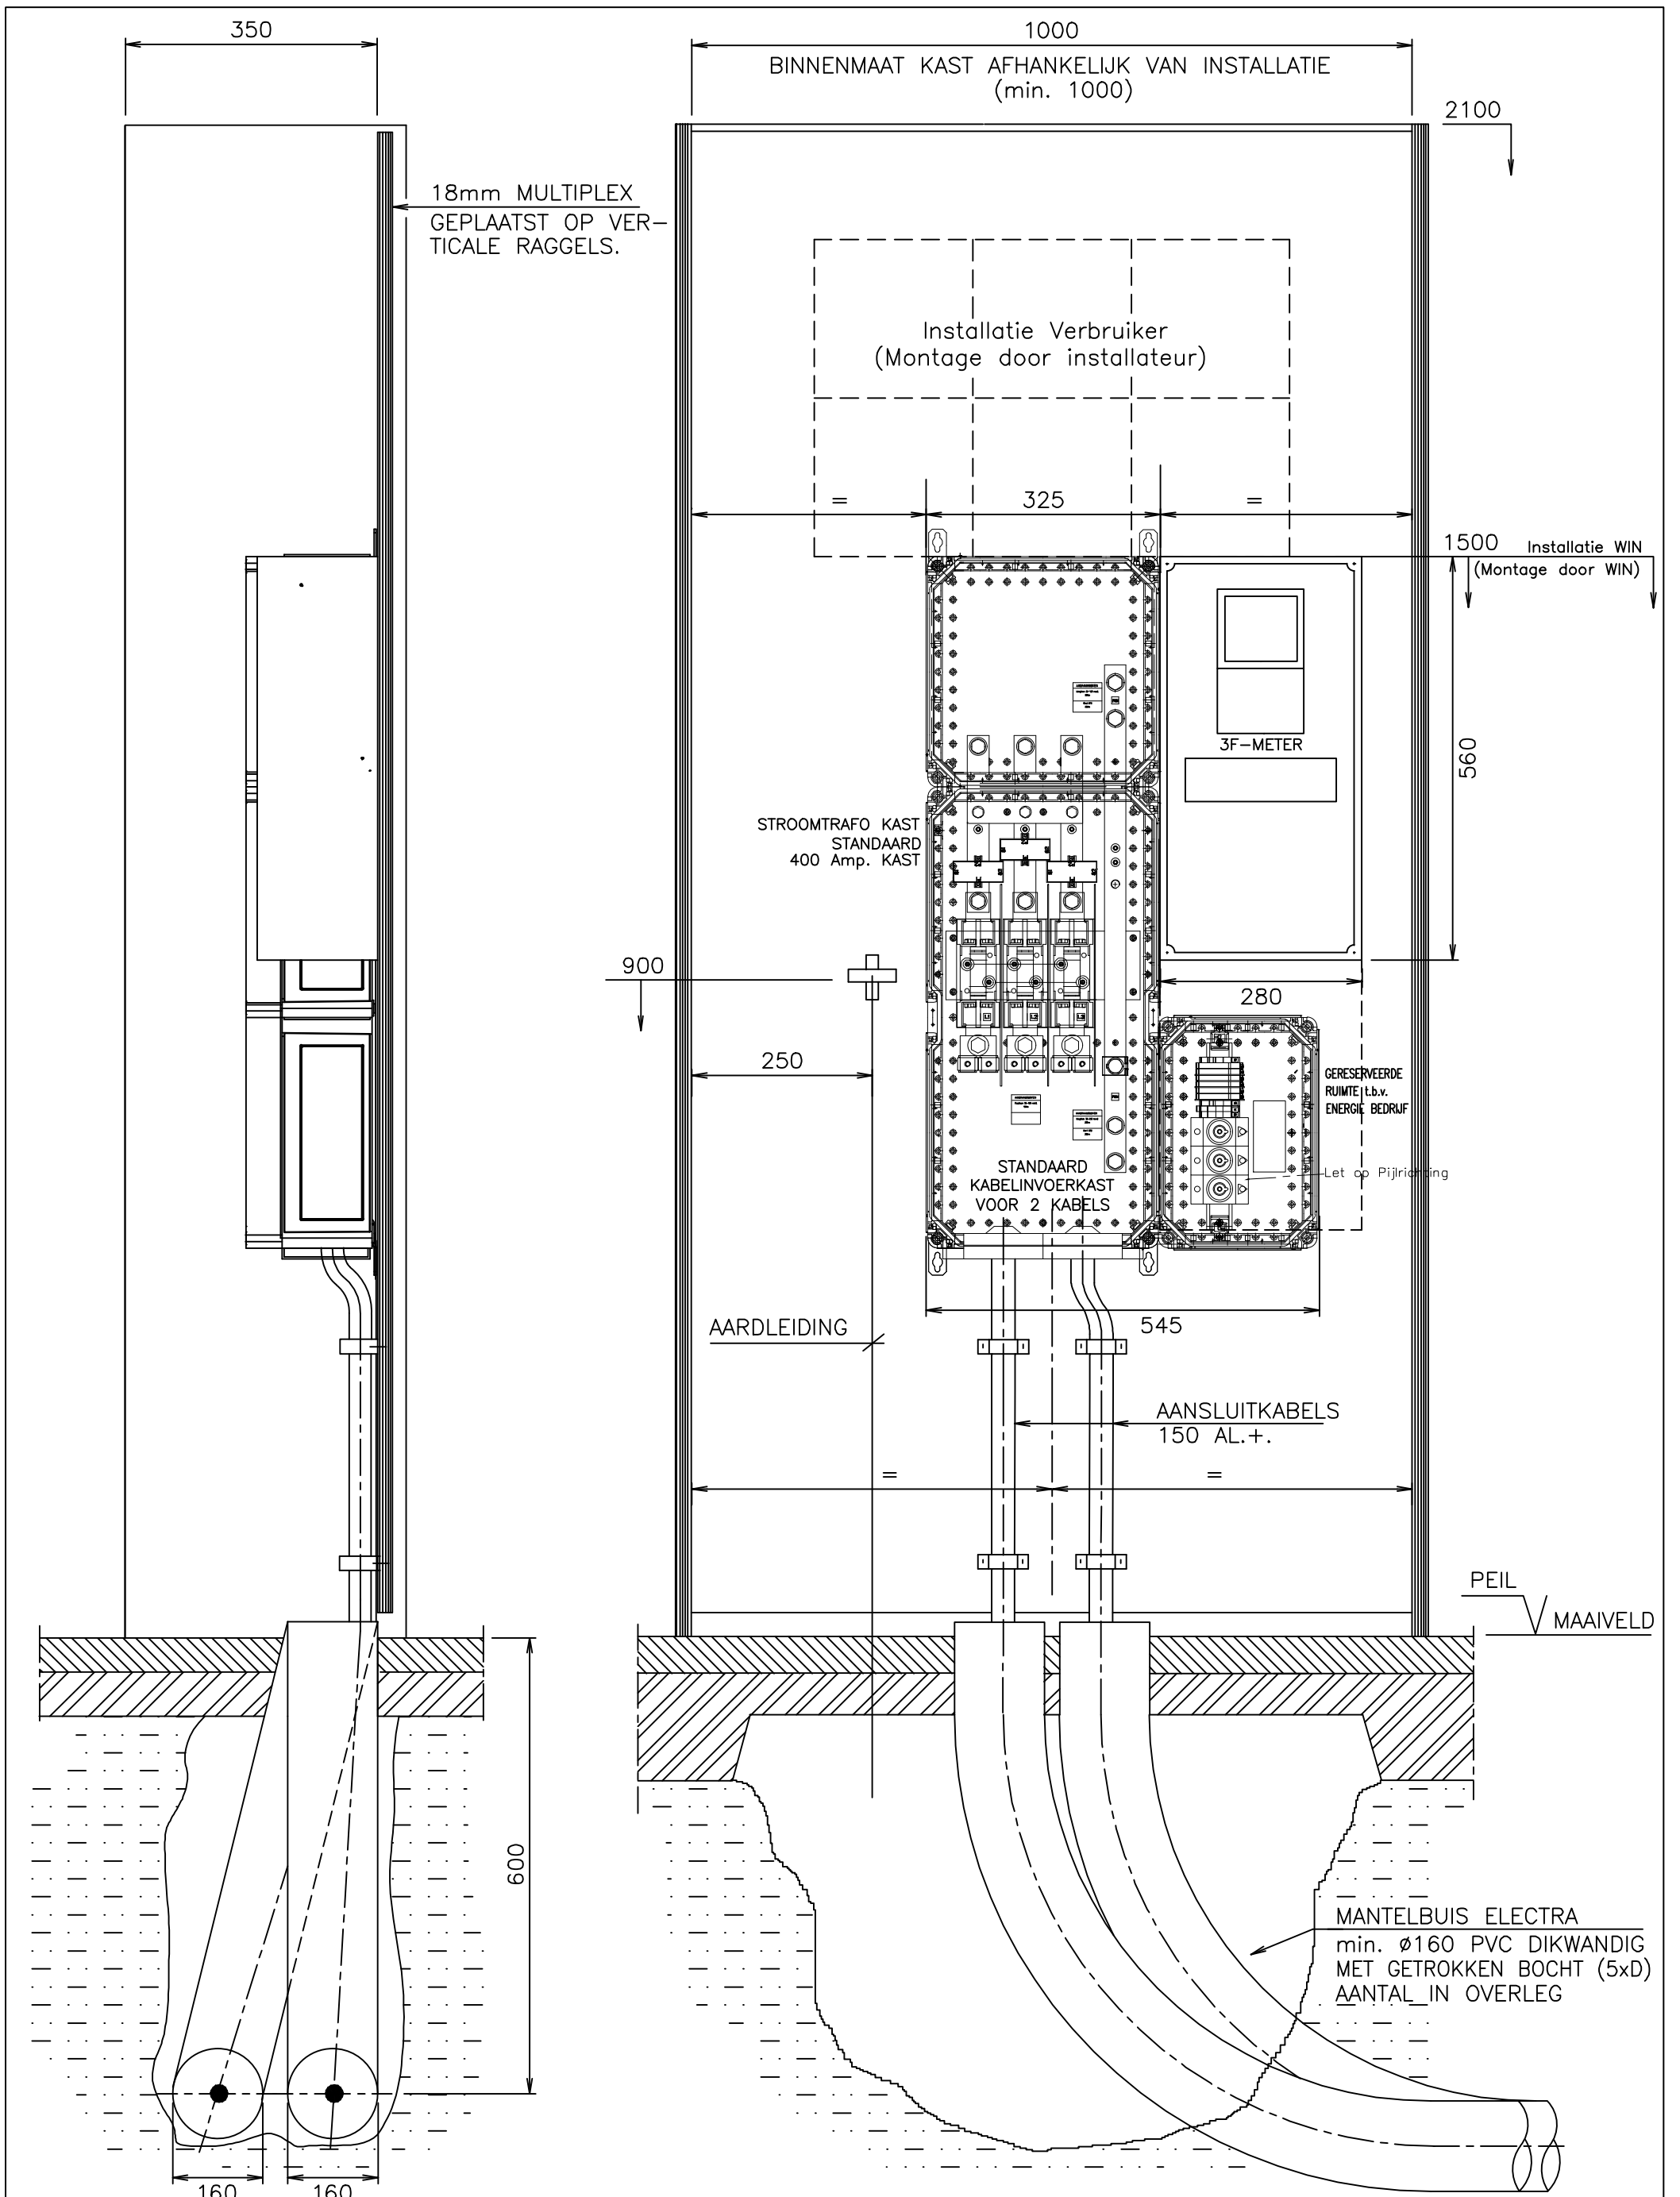 350
1000
BINNENMAAT KAST AFHANKELIJK VAN INSTALLATIE
(min. 1000)
2100
18mm MULTIPLEX
GEPLAATST OP VER-
TICALE RAGGELS.
Installatie Verbruiker
(Montage door installateur)
=
325
=
1500
Installatie WIN
(Montage door WIN)
3F-METER
560
STROOMTRAFO KAST
STANDAARD
400 Amp. KAST
900
280
L1
L2
L3
250
GERESERVEERDE
RUIMTE t.b.v.
ENERGIE BEDRIJF
STANDAARD
KABELINVOERKAST
VOOR 2 KABELS
Let op Pijlrichting
545
AARDLEIDING
AANSLUITKABELS
150 AL.+.
=
=
PEIL
MAAIVELD
600
MANTELBUIS ELECTRA
min. ø160 PVC DIKWANDIG
MET GETROKKEN BOCHT (5xD)
AANTAL IN OVERLEG
160
160